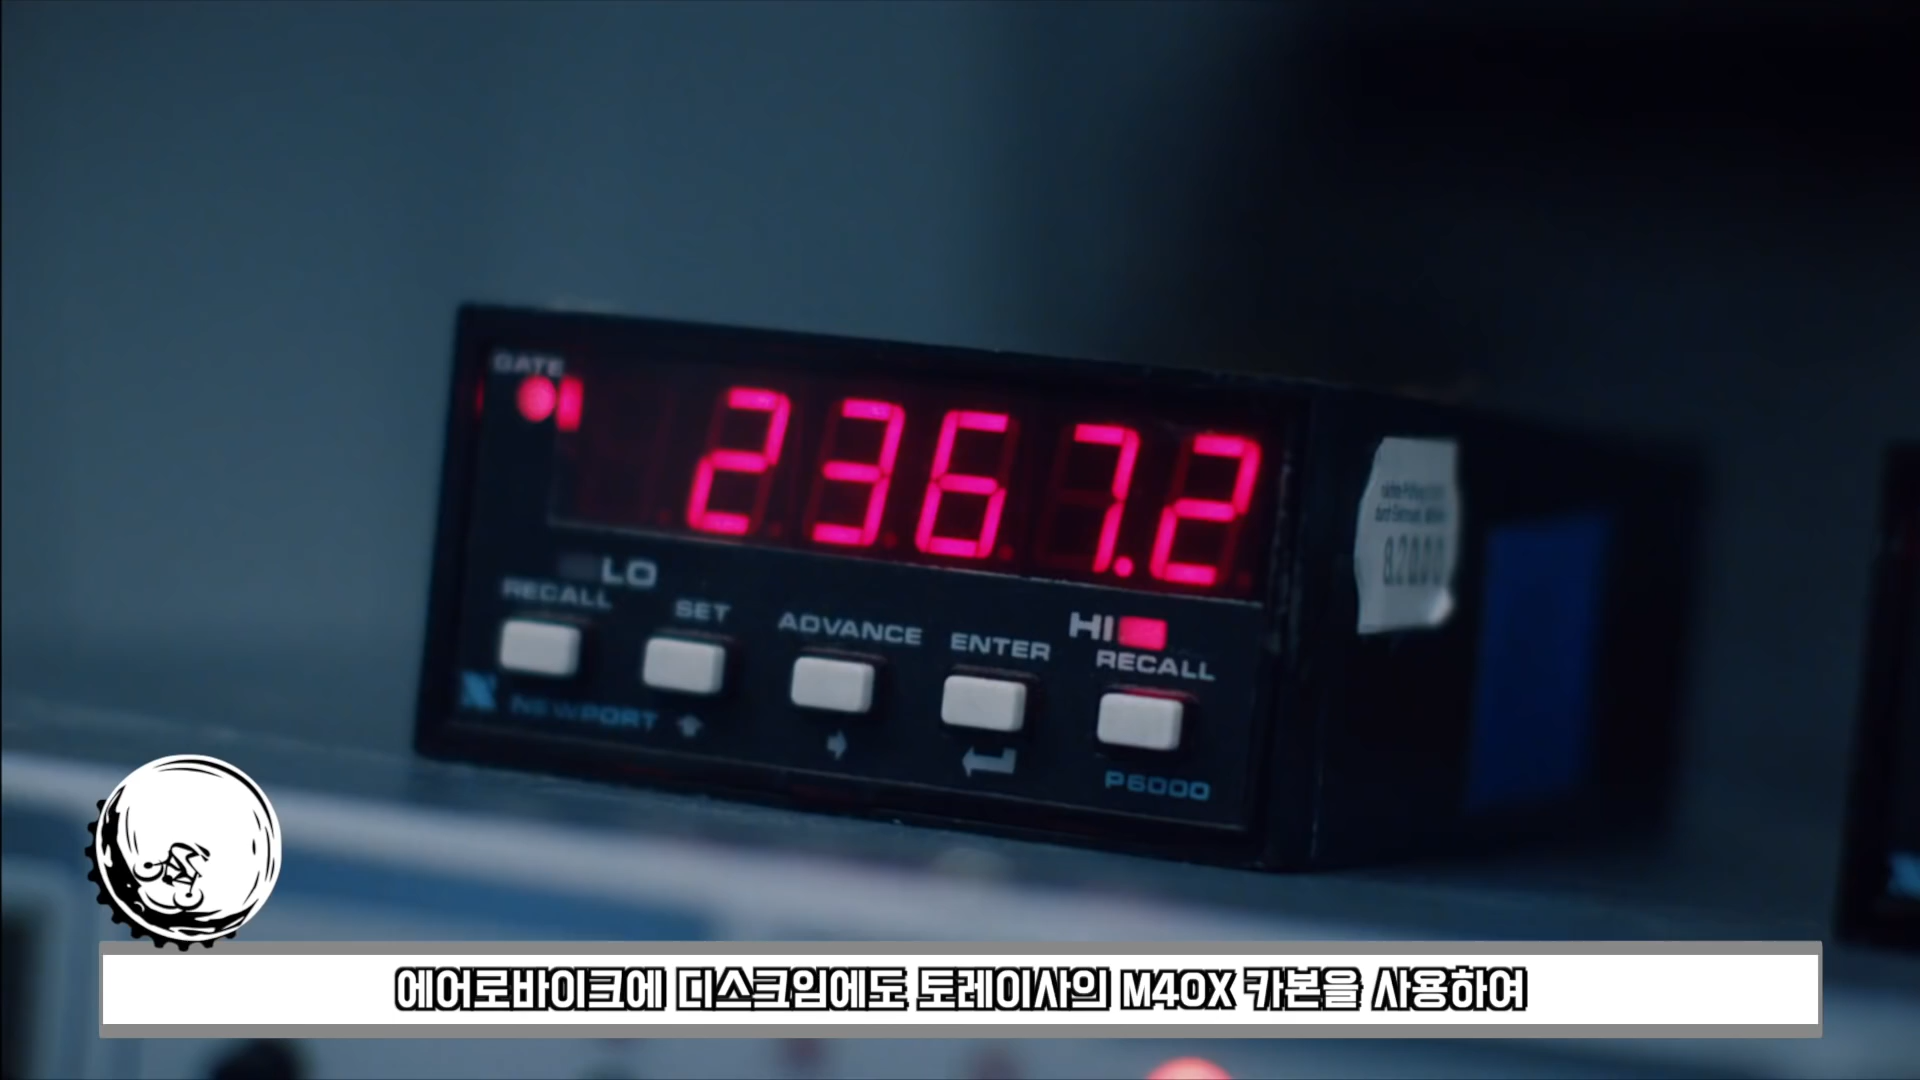 GATE
2367.2
LO
HI
RECALL
SET
ADVANCE
ENTER
RECALL
NEWPORT
P6000
에어로바이크에 디스크임에도 토레이사의 M40X 카본을 사용하여